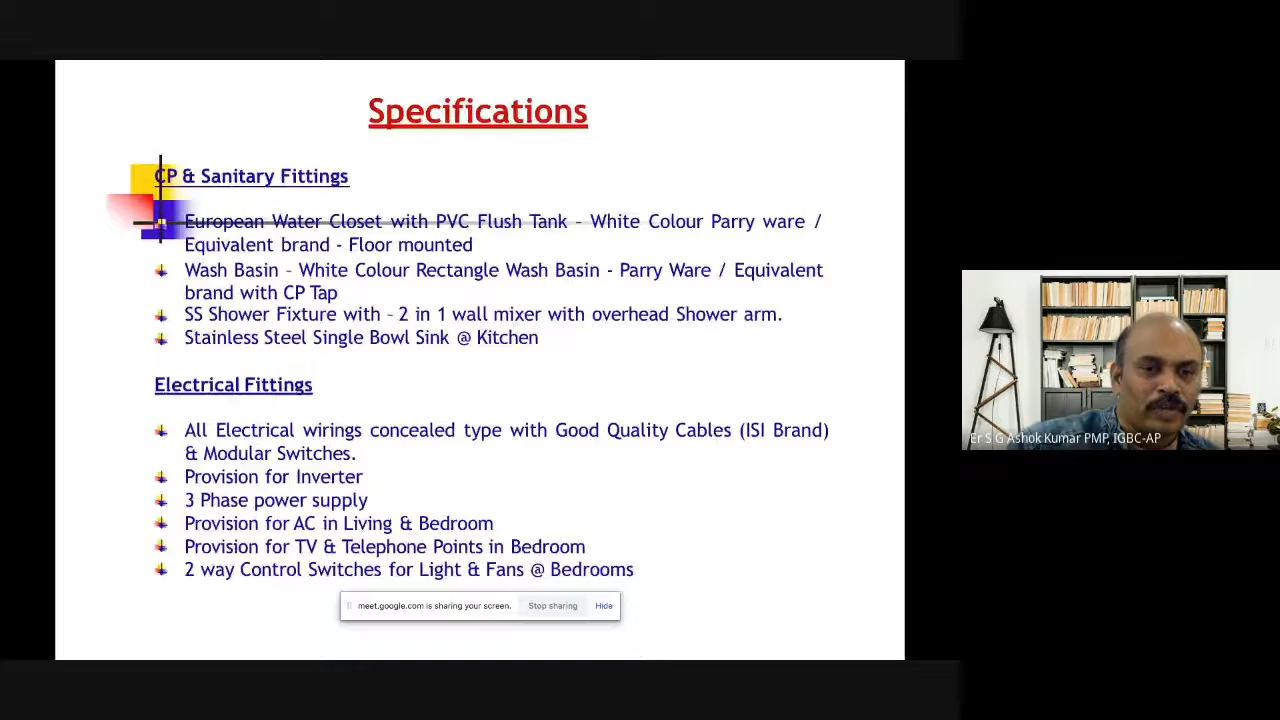 Specifications
CP & Sanitary Fittings
European Water Closet with PVC Flush Tank – White Colour Parry ware /
Equivalent brand - Floor mounted
Wash Basin – White Colour Rectangle Wash Basin - Parry Ware / Equivalent
brand with CP Tap
SS Shower Fixture with – 2 in 1 wall mixer with overhead Shower arm.
Stainless Steel Single Bowl Sink @ Kitchen
Electrical Fittings
All Electrical wirings concealed type with Good Quality Cables (ISI Brand)
& Modular Switches.
Provision for Inverter
3 Phase power supply
Provision for AC in Living & Bedroom
Provision for TV & Telephone Points in Bedroom
2 way Control Switches for Light & Fans @ Bedrooms
meet.google.com is sharing your screen. Stop sharing Hide
Er S G Ashok Kumar PMP, IGBC-AP